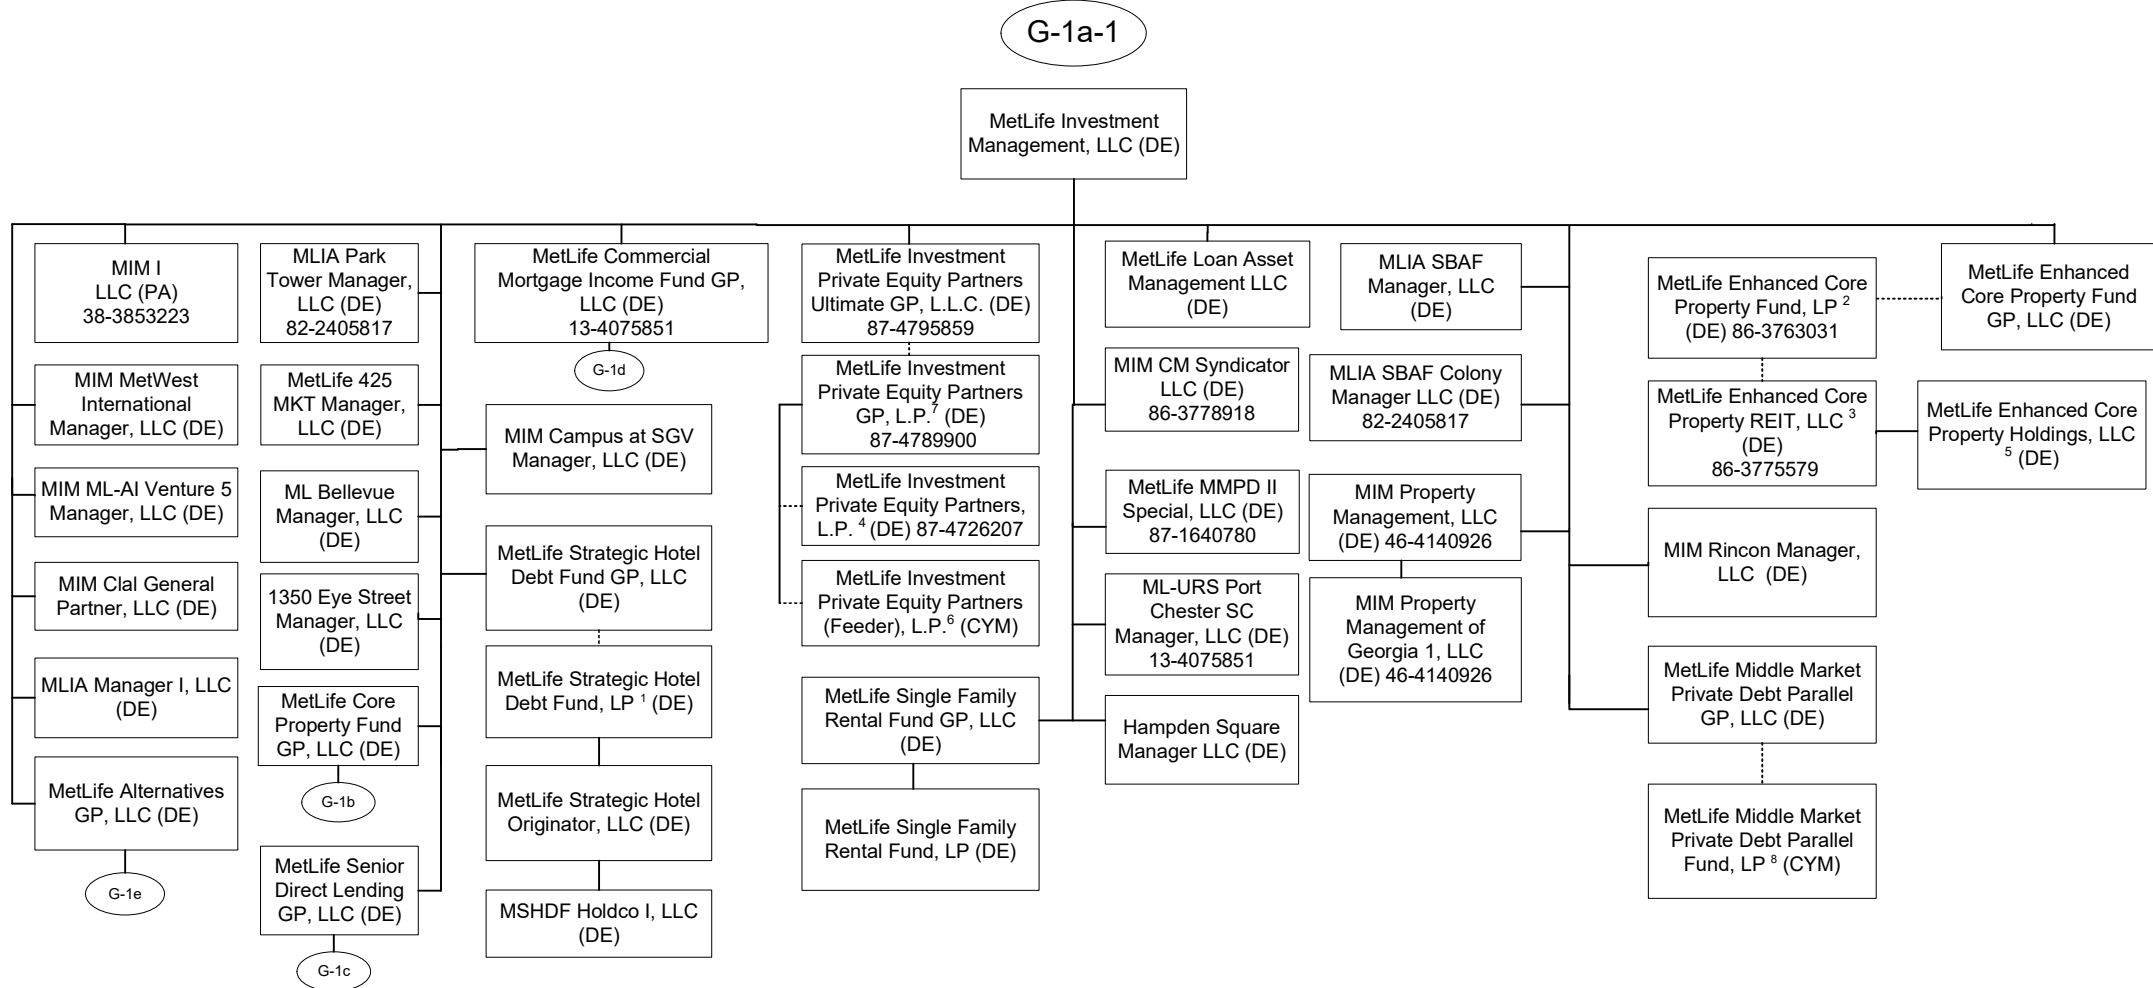 G-1a-1
MetLife Investment
Management, LLC (DE)
MIM I
LLC (PA)
38-3853223
MIM MetWest
International
Manager, LLC (DE)
MIM ML-AI Venture 5
Manager, LLC (DE)
MIM Clal General
Partner, LLC (DE)
MLIA Manager I, LLC
(DE)
MetLife Alternatives
GP, LLC (DE)
G-1e
MLIA Park
Tower Manager,
LLC (DE)
82-2405817
MetLife 425
MKT Manager,
LLC (DE)
ML Bellevue
Manager, LLC
(DE)
1350 Eye Street
Manager, LLC
(DE)
MetLife Core
Property Fund
GP, LLC (DE)
G-1b
MetLife Senior
Direct Lending
GP, LLC (DE)
G-1c
MetLife Commercial
Mortgage Income Fund GP,
LLC (DE)
13-4075851
G-1d
MIM Campus at SGV
Manager, LLC (DE)
MetLife Strategic Hotel
Debt Fund GP, LLC
(DE)
MetLife Strategic Hotel
Debt Fund, LP 1 (DE)
MetLife Strategic Hotel
Originator, LLC (DE)
MSHDF Holdco I, LLC
(DE)
MetLife Investment
Private Equity Partners
Ultimate GP, L.L.C. (DE)
87-4795859
MetLife Investment
Private Equity Partners
GP, L.P.7 (DE)
87-4789900
MetLife Investment
Private Equity Partners,
L.P. 4 (DE) 87-4726207
MetLife Investment
Private Equity Partners
(Feeder), L.P.6 (CYM)
MetLife Single Family
Rental Fund GP, LLC
(DE)
MetLife Single Family
Rental Fund, LP (DE)
MetLife Loan Asset
Management LLC
(DE)
MIM CM Syndicator
LLC (DE)
86-3778918
MetLife MMPD II
Special, LLC (DE)
87-1640780
ML-URS Port
Chester SC
Manager, LLC (DE)
13-4075851
Hampden Square
Manager LLC (DE)
MLIA SBAF
Manager, LLC
(DE)
MLIA SBAF Colony
Manager LLC (DE)
82-2405817
MIM Property
Management, LLC
(DE) 46-4140926
MIM Property
Management of
Georgia 1, LLC
(DE) 46-4140926
MetLife Enhanced Core
Property Fund, LP 2
(DE) 86-3763031
MetLife Enhanced Core
Property REIT, LLC 3
(DE)
86-3775579
MIM Rincon Manager,
LLC (DE)
MetLife Middle Market
Private Debt Parallel
GP, LLC (DE)
MetLife Middle Market
Private Debt Parallel
Fund, LP 8 (CYM)
MetLife Enhanced
Core Property Fund
GP, LLC (DE)
MetLife Enhanced Core
Property Holdings, LLC
5 (DE)